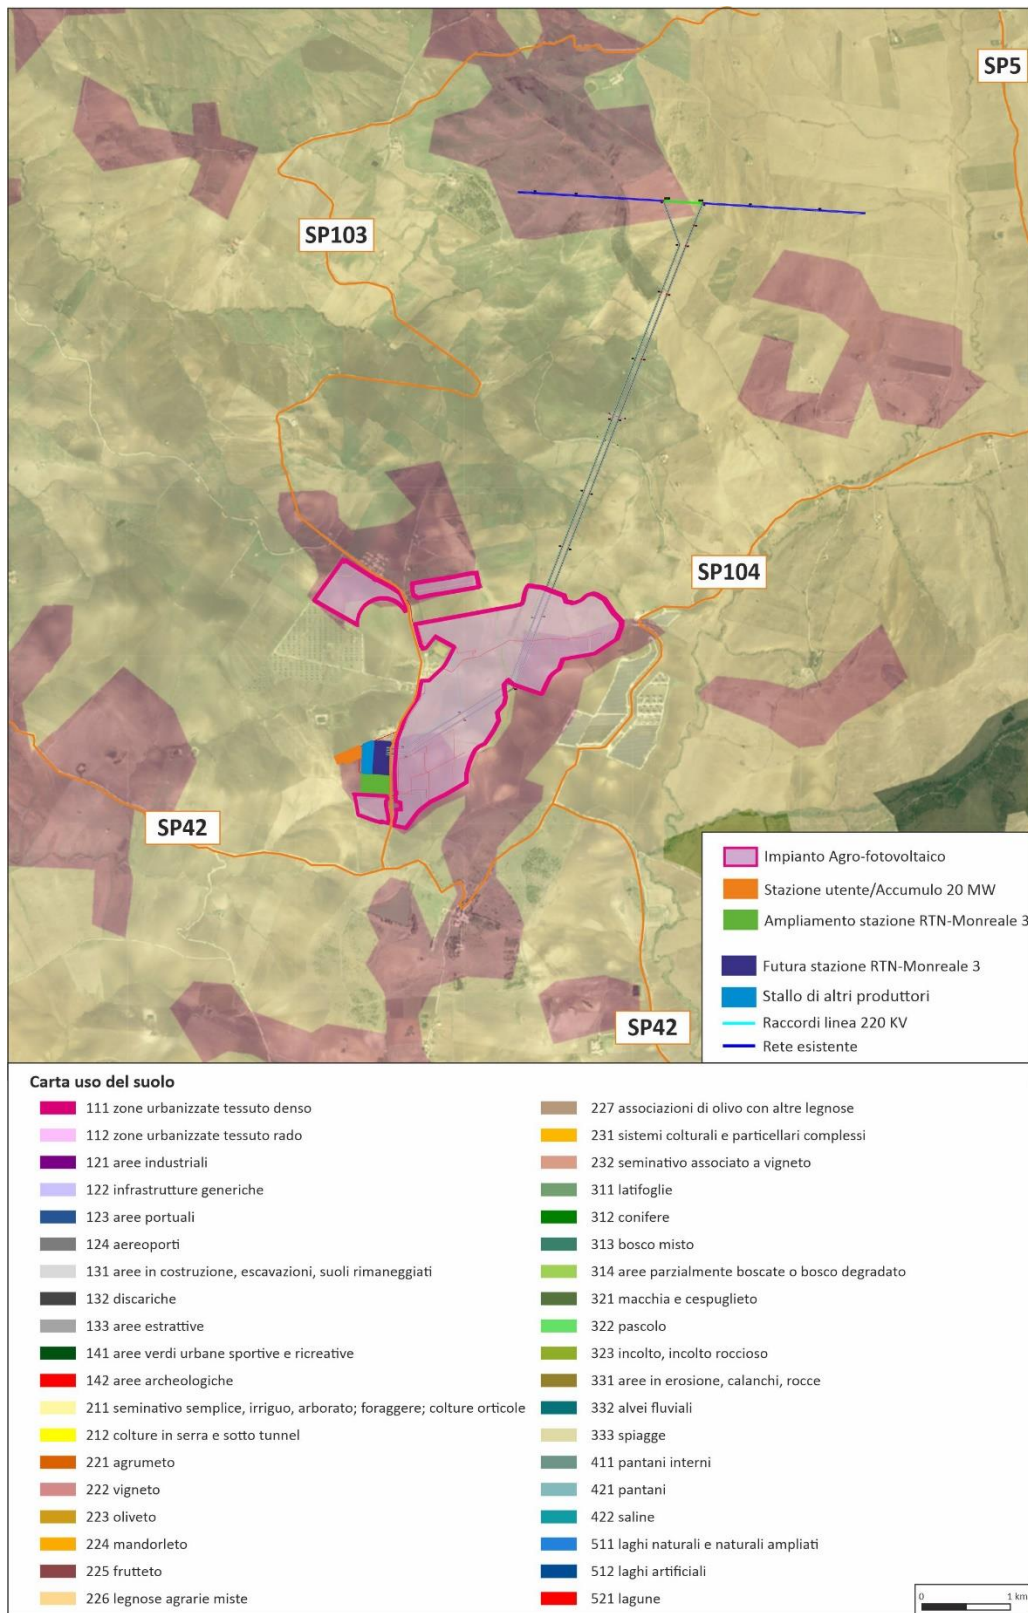 SP5
SP103
SP104
SP42
SP42
Impianto Agro-fotovoltaico
Stazione utente/Accumulo 20 MW
Ampliamento stazione RTN-Monreale 3
Futura stazione RTN-Monreale 3
Stallo di altri produttori
Raccordi linea 220 KV
Rete esistente
Carta uso del suolo
111 zone urbanizzate tessuto denso
112 zone urbanizzate tessuto rado
121 aree industriali
122 infrastrutture generiche
123 aree portuali
124 aereoporti
131 aree in costruzione, escavazioni, suoli rimaneggiati
132 discariche
133 aree estrattive
141 aree verdi urbane sportive e ricreative
142 aree archeologiche
211 seminativo semplice, irriguo, arborato; foraggere; colture orticole
212 colture in serra e sotto tunnel
221 agrumeto
222 vigneto
223 oliveto
224 mandorleto
225 frutteto
226 legnose agrarie miste
227 associazioni di olivo con altre legnose
231 sistemi colturali e particellari complessi
232 seminativo associato a vigneto
311 latifoglie
312 conifere
313 bosco misto
314 aree parzialmente boscate o bosco degradato
321 macchia e cespuglieto
322 pascolo
323 incolto, incolto roccioso
331 aree in erosione, calanchi, rocce
332 alvei fluviali
333 spiagge
411 pantani interni
421 pantani
422 saline
511 laghi naturali e naturali ampliati
512 laghi artificiali
521 lagune
0 1 km